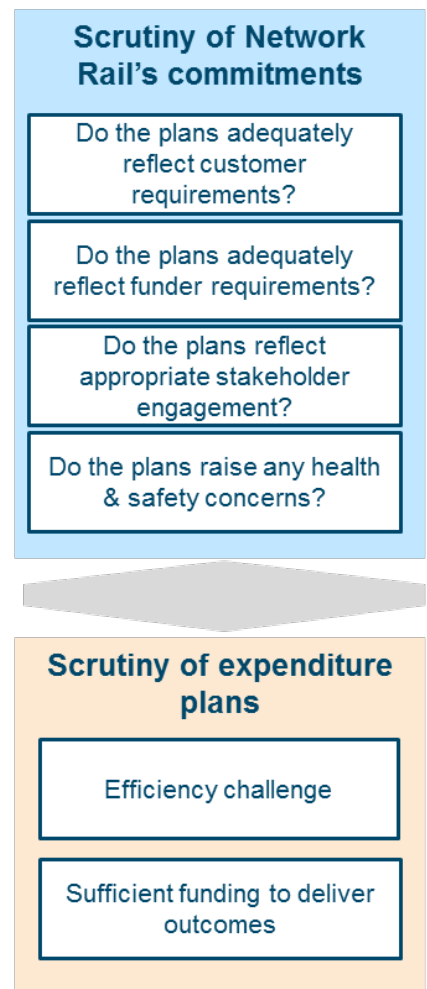 Scrutiny of Network
Rail’s commitments
Do the plans adequately
reflect customer
requirements?
Do the plans adequately
reflect funder requirements?
Do the plans reflect
appropriate stakeholder
engagement?
Do the plans raise any health
& safety concerns?
Scrutiny of expenditure
plans
Efficiency challenge
Sufficient funding to deliver
outcomes